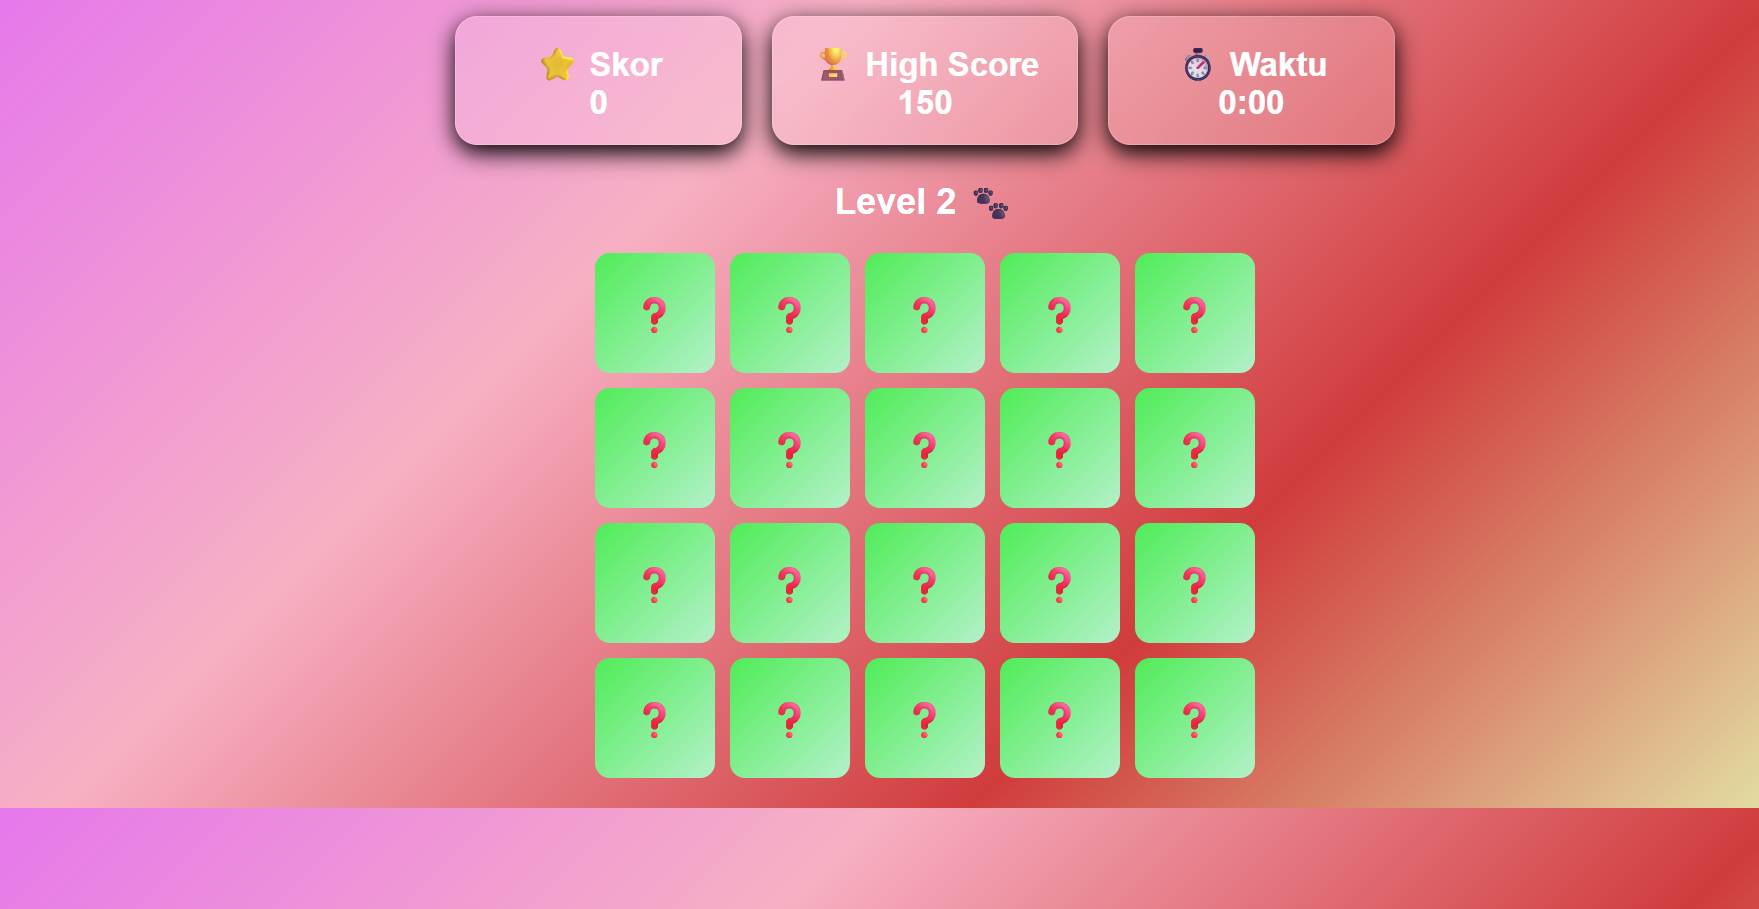 ⭐ Skor
0
🏆 High Score
150
⏱️ Waktu
0:00
Level 2 🐾
❓ ❓ ❓ ❓ ❓
❓ ❓ ❓ ❓ ❓
❓ ❓ ❓ ❓ ❓
❓ ❓ ❓ ❓ ❓